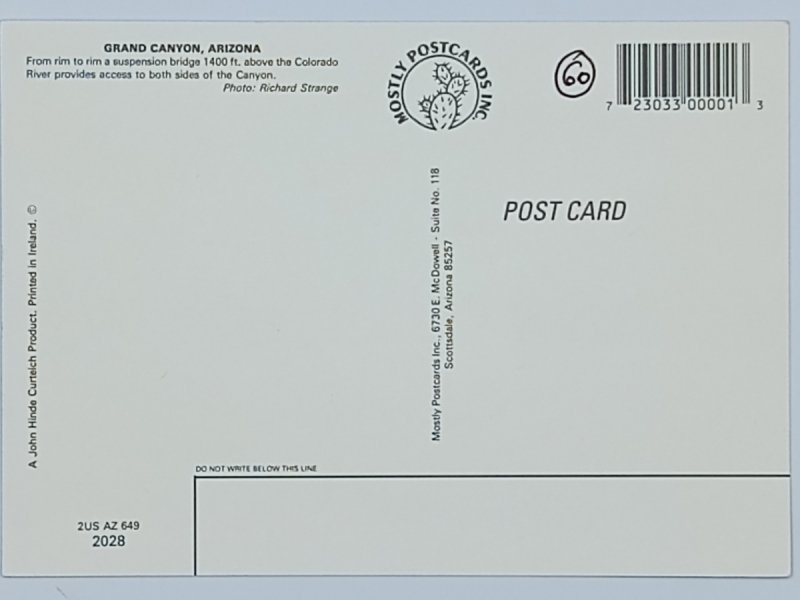 GRAND CANYON, ARIZONA
From rim to rim a suspension bridge 1400 ft. above the Colorado
River provides access to both sides of the Canyon.
Photo: Richard Strange
MOSTLY POSTCARDS INC.
60
7 23033 00001 3
POST CARD
A John Hinde Curteich Product. Printed in Ireland. ©
Mostly Postcards Inc., 6730 E. McDowell - Suite No. 118
Scottsdale, Arizona 85257
DO NOT WRITE BELOW THIS LINE
2US AZ 649
2028